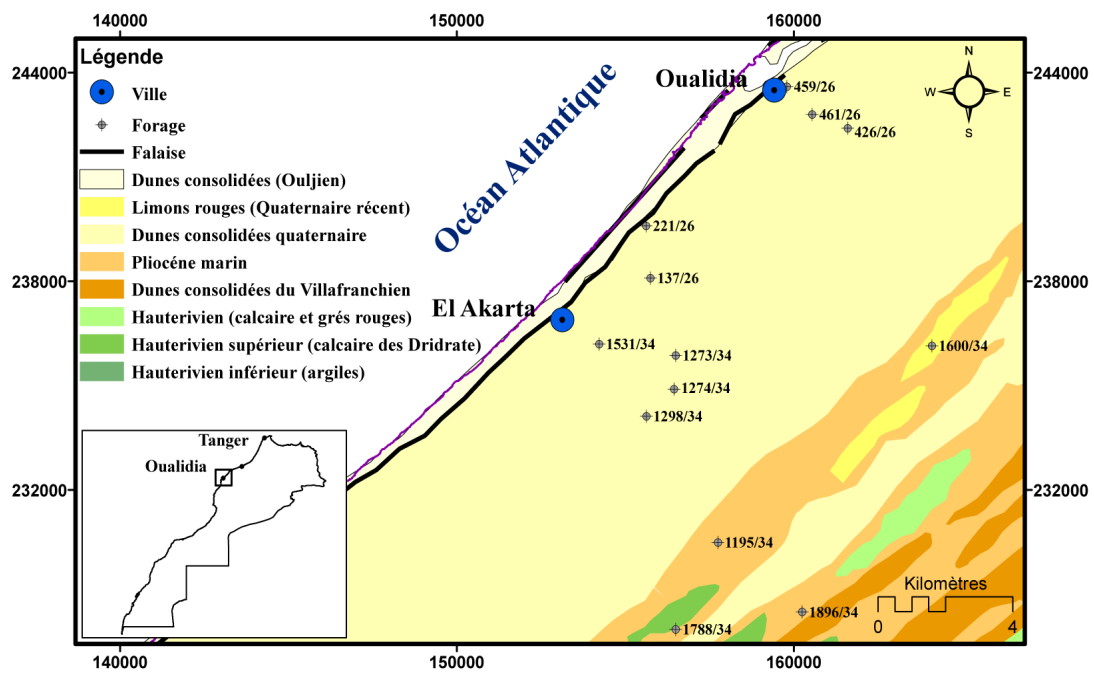 140000
150000
160000
244000
244000
Légende
Ville
Forage
Falaise
Dunes consolidées (Ouljien)
Limons rouges (Quaternaire récent)
Dunes consolidées quaternaire
Pliocéne marin
Dunes consolidées du Villafranchien
Hauterivien (calcaire et grés rouges)
Hauterivien supérieur (calcaire des Dridrate)
Hauterivien inférieur (argiles)
Océan Atlantique
Oualidia
N
W
E
S
459/26
461/26
426/26
221/26
238000
238000
137/26
El Akarta
1531/34
1273/34
1600/34
1274/34
1298/34
Tanger
Oualidia
232000
232000
1195/34
Kilomètres
0
4
1896/34
1788/34
140000
150000
160000